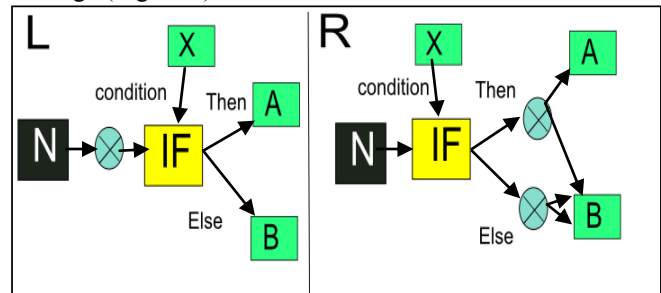 L
X
condition
Then
A
N
IF
Else
B
R
X
condition
Then
A
N
IF
Else
B